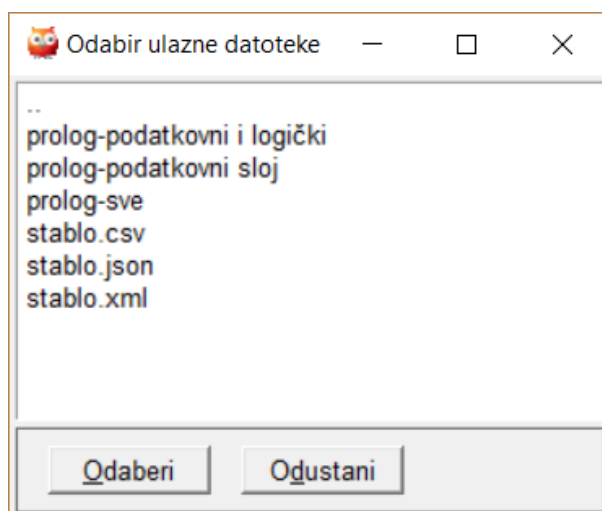 Odabir ulazne datoteke
..
prolog-podatkovni i logički
prolog-podatkovni sloj
prolog-sve
stablo.csv
stablo.json
stablo.xml
Odaberi Odustani